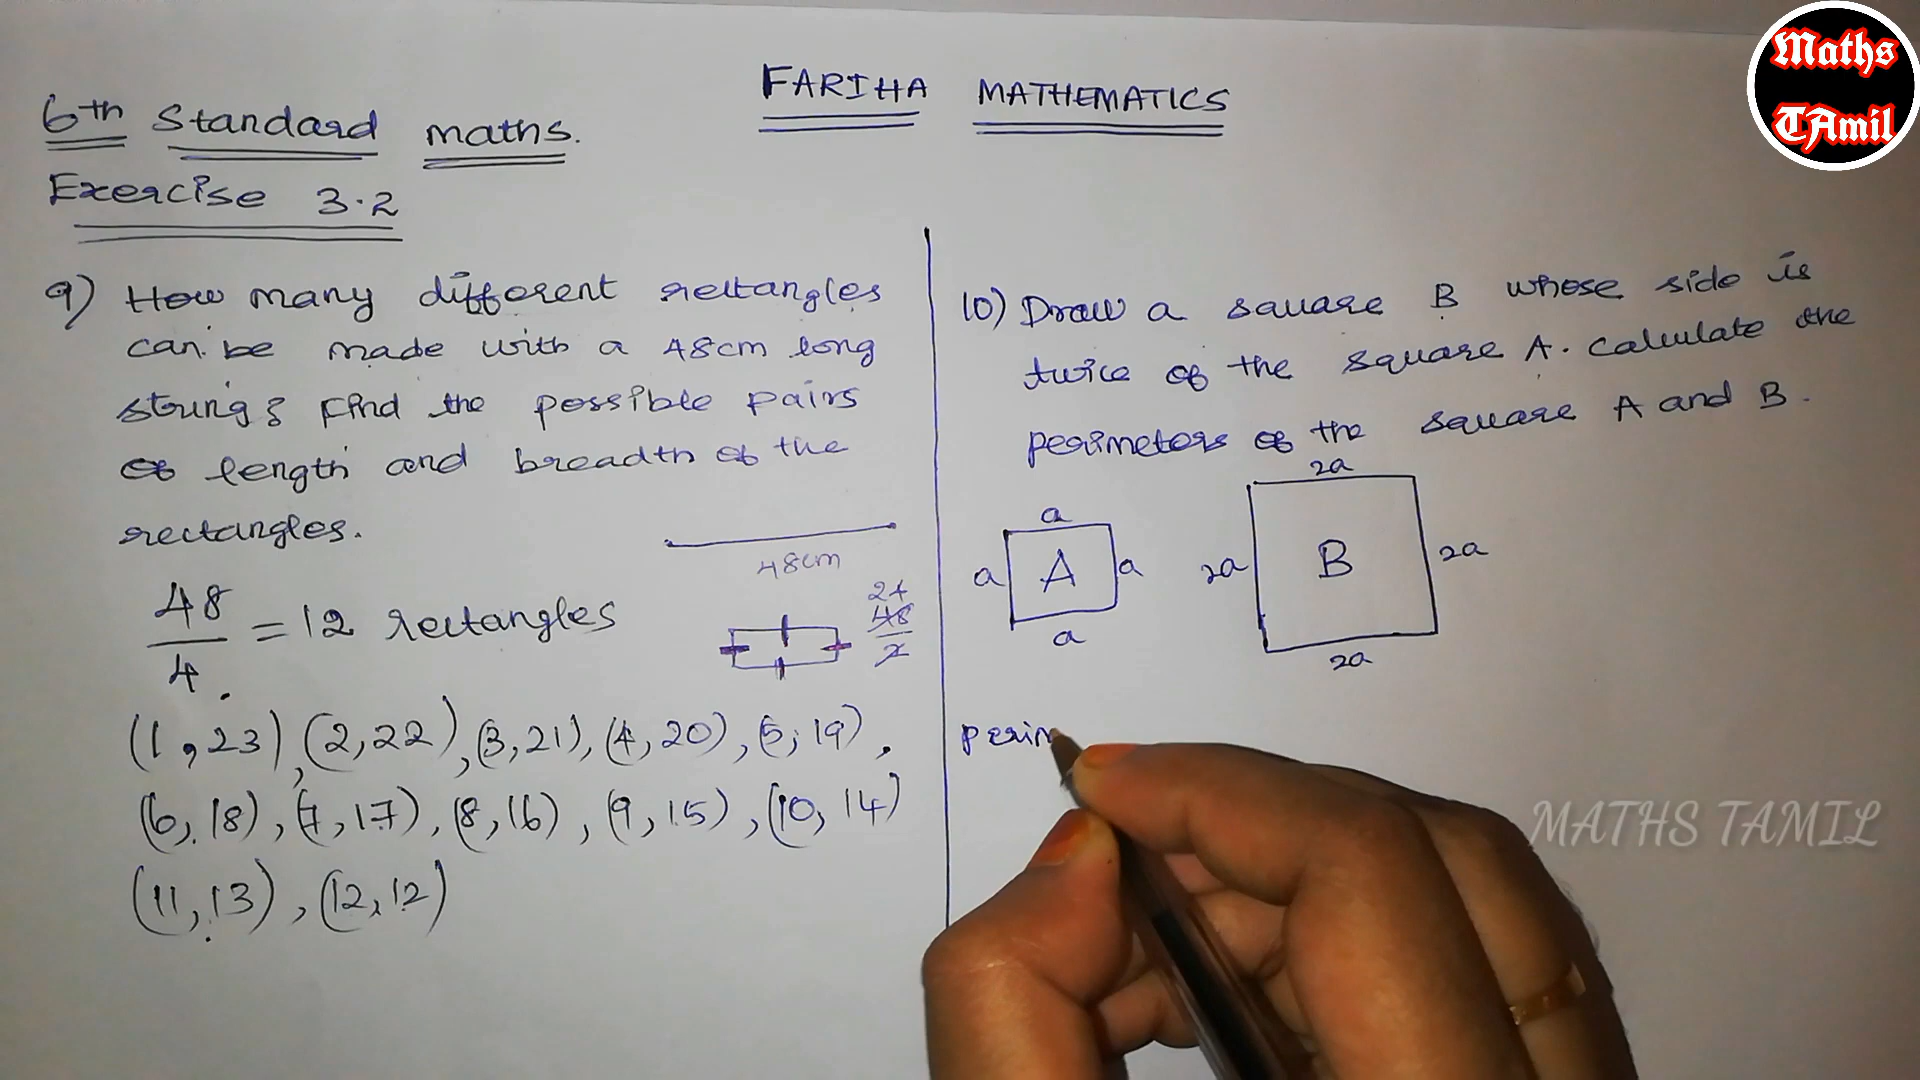 Maths
TAmil
FARIHA MATHEMATICS
6th Standard maths.
Exercise 3.2
9) How many different rectangles
can be made with a 48cm long
string? Find the possible pairs
of length and breadth of the
rectangles.
48cm
48/4 = 12 rectangles
24
48/2
(1,23), (2,22), (3,21), (4,20), (5,19).
(6,18), (7,17), (8,16), (9,15), (10,14)
(11,13), (12,12)
10) Draw a square B whose side is
twice of the square A. calculate the
perimeters of the square A and B.
a
a A a
a
2a
2a B 2a
2a
perim
MATHS TAMIL